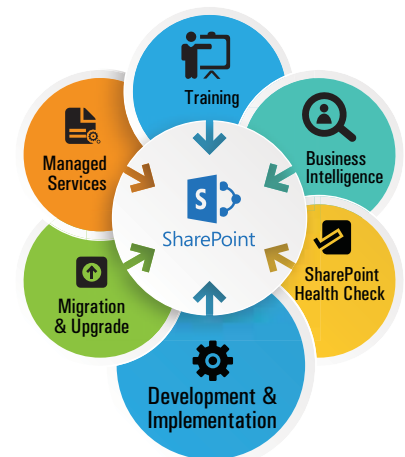 Training
Business
Intelligence
SharePoint
Health Check
Development &
Implementation
Migration
& Upgrade
Managed
Services
S
SharePoint